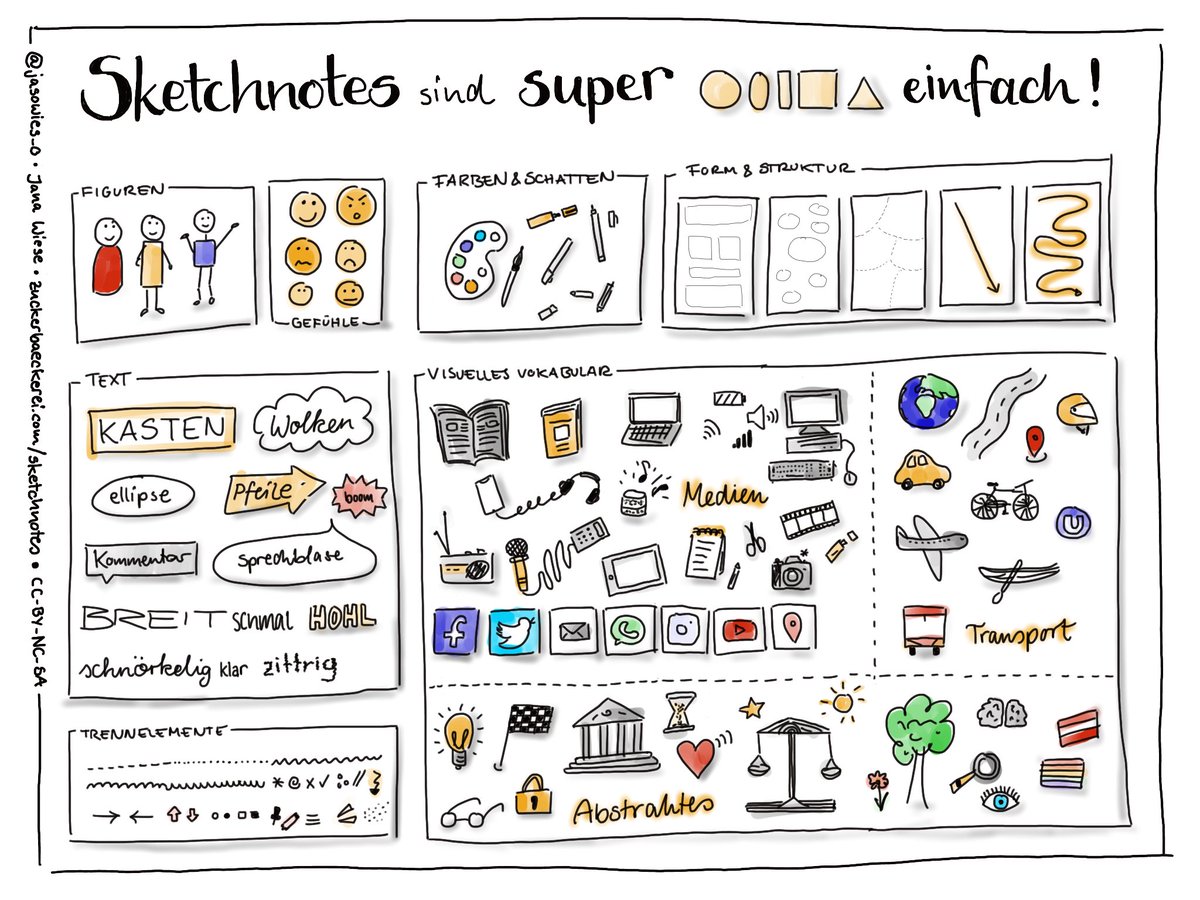 Sketchnotes sind super einfach!
@jasowies_o • Jana Wiese • zuckerbaeckerei.com/sketchnotes • CC-BY-NC-SA
FIGUREN
GEFÜHLE
FARBEN & SCHATTEN
FORM & STRUKTUR
TEXT
KASTEN
Wolken
ellipse
Pfeile
boom
Kommentar
sprechblase
BREIT schmal HOHL
schnörkelig klar zittrig
TRENNELEMENTE
VISUELLES VOKABULAR
Medien
f
U
Transport
Abstraktes